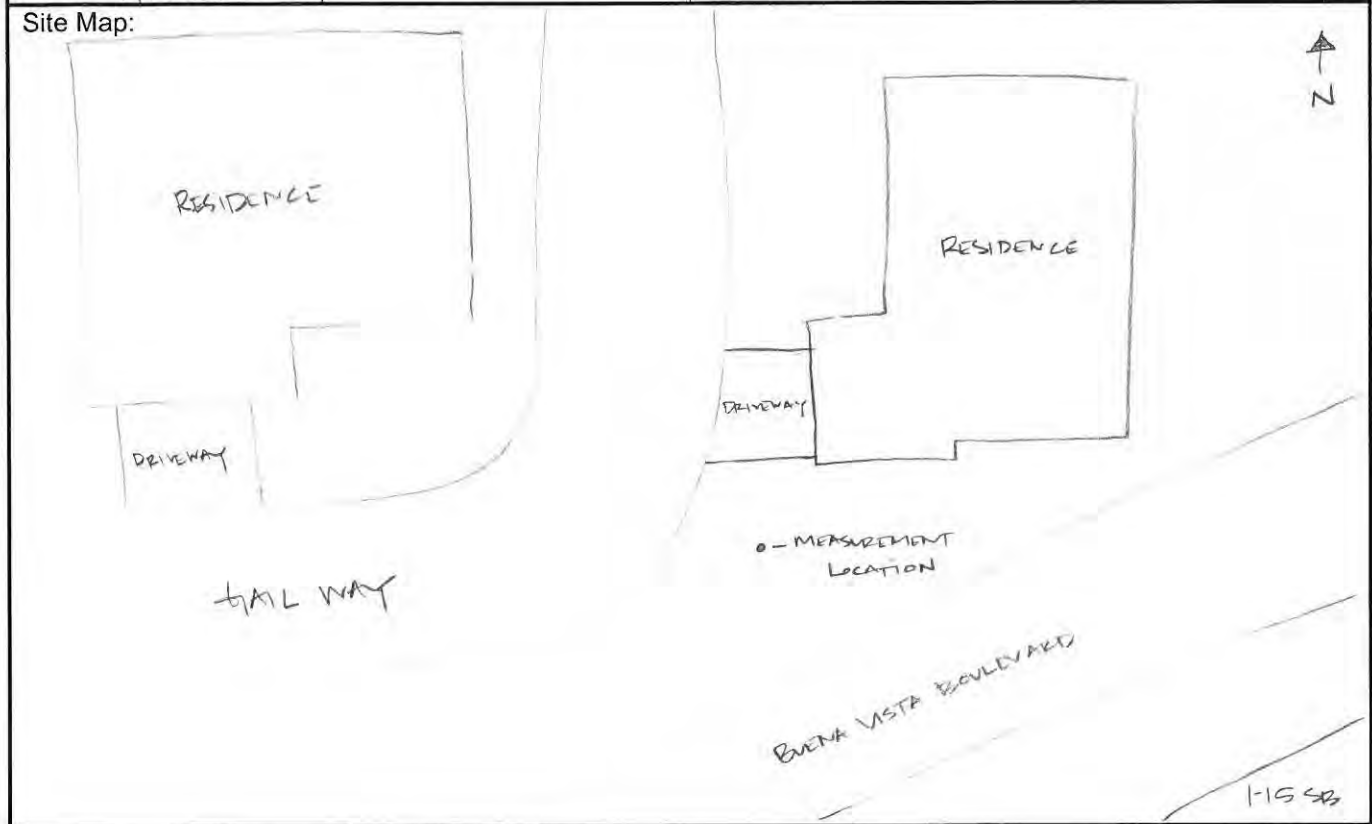 Site Map:
N
RESIDENCE
RESIDENCE
DRIVEWAY
DRIVEWAY
MEASUREMENT
LOCATION
GAIL WAY
BUENA VISTA BOULEVARD
I-15 SB